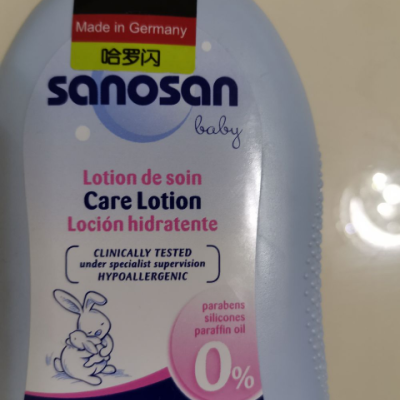 Made in Germany
哈罗闪
sanosan
baby
Lotion de soin
Care Lotion
Loción hidratente
CLINICALLY TESTED
under specialist supervision
HYPOALLERGENIC
parabens
silicones
paraffin oil
0%